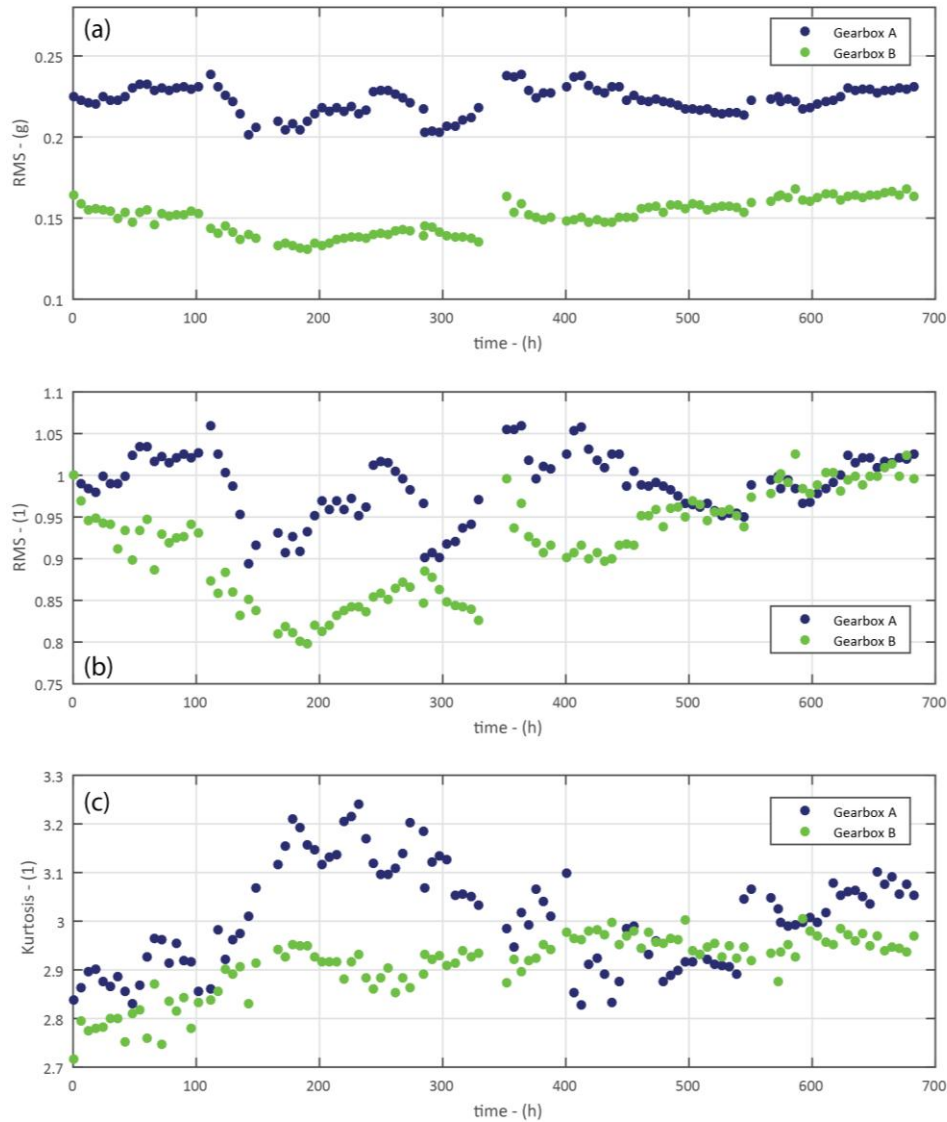 (a)
Gearbox A
Gearbox B
0.25
0.2
0.15
0.1
RMS - (g)
0 100 200 300 400 500 600 700
time - (h)
1.1
1.05
1
0.95
0.9
0.85
0.8
0.75
RMS - (1)
Gearbox A
Gearbox B
(b)
0 100 200 300 400 500 600 700
time - (h)
3.3
3.2
3.1
3
2.9
2.8
2.7
Kurtosis - (1)
(c)
Gearbox A
Gearbox B
0 100 200 300 400 500 600 700
time - (h)